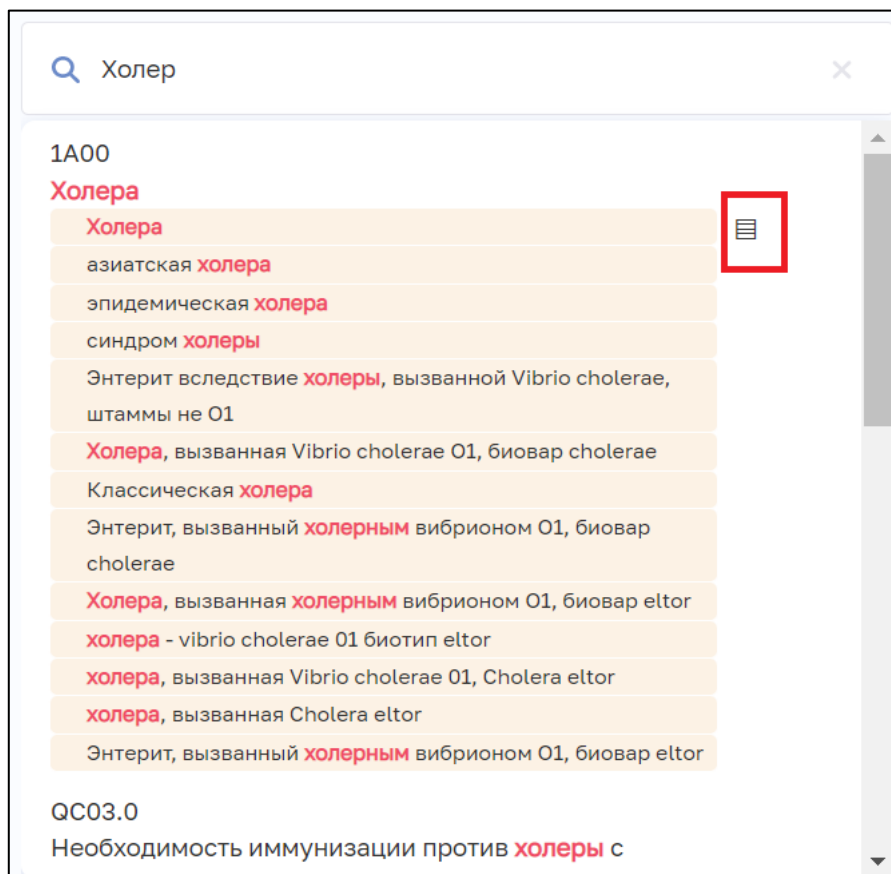 Холер
1A00
Холера
Холера
азиатская холера
эпидемическая холера
синдром холеры
Энтерит вследствие холеры, вызванной Vibrio cholerae,
штаммы не O1
Холера, вызванная Vibrio cholerae O1, биовар cholerae
Классическая холера
Энтерит, вызванный холерным вибрионом O1, биовар
cholerae
Холера, вызванная холерным вибрионом O1, биовар eltor
холера - vibrio cholerae 01 биотип eltor
холера, вызванная Vibrio cholerae 01, Cholera eltor
холера, вызванная Cholera eltor
Энтерит, вызванный холерным вибрионом O1, биовар eltor
QC03.0
Необходимость иммунизации против холеры с